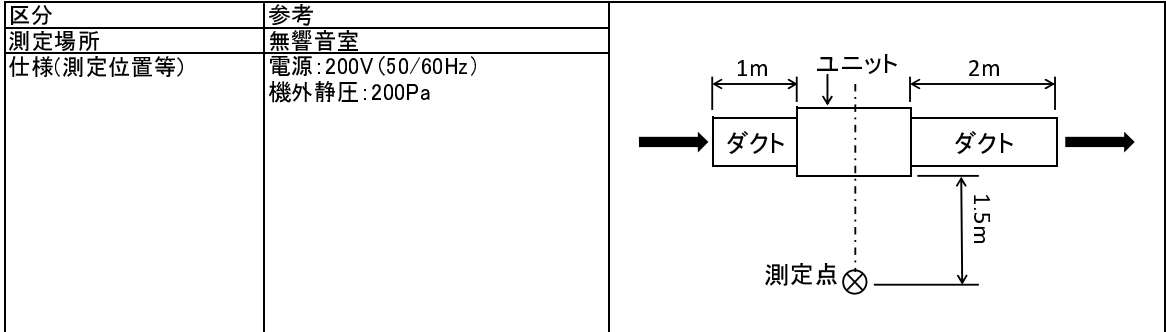 区分
参考
測定場所
無響音室
仕様(測定位置等)
電源:200V(50/60Hz)
機外静圧:200Pa
1m
ユニット
2m
ダクト
ダクト
1.5m
測定点